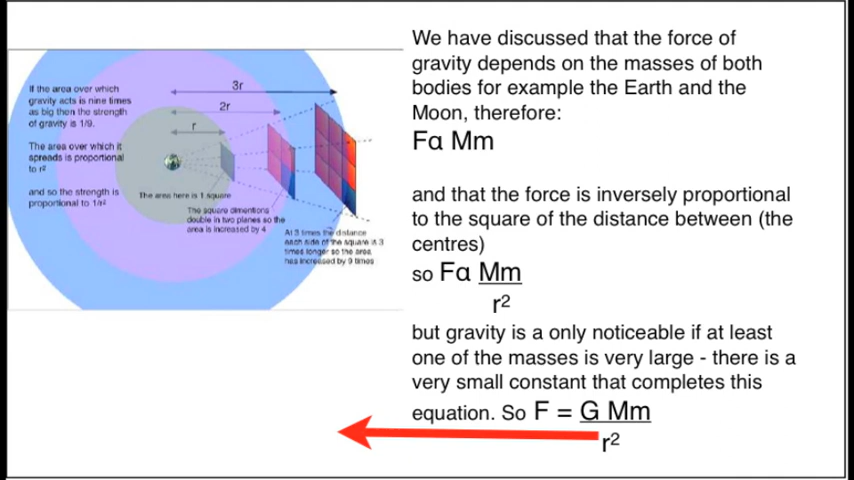 If the area over which
gravity acts is nine times
as big then the strength
of gravity is 1/9.
The area over which it
spreads is proportional
to r²
and so the strength is
proportional to 1/r²
3r
2r
r
The area here is 1 square
The square dimentions
double in two planes so the
area is increased by 4
At 3 times the distance
each side of the square is 3
times longer so the area
has increased by 9 times
We have discussed that the force of
gravity depends on the masses of both
bodies for example the Earth and the
Moon, therefore:
Fα Mm
and that the force is inversely proportional
to the square of the distance between (the
centres)
so Fα Mm
r²
but gravity is a only noticeable if at least
one of the masses is very large - there is a
very small constant that completes this
equation. So F = G Mm
r²